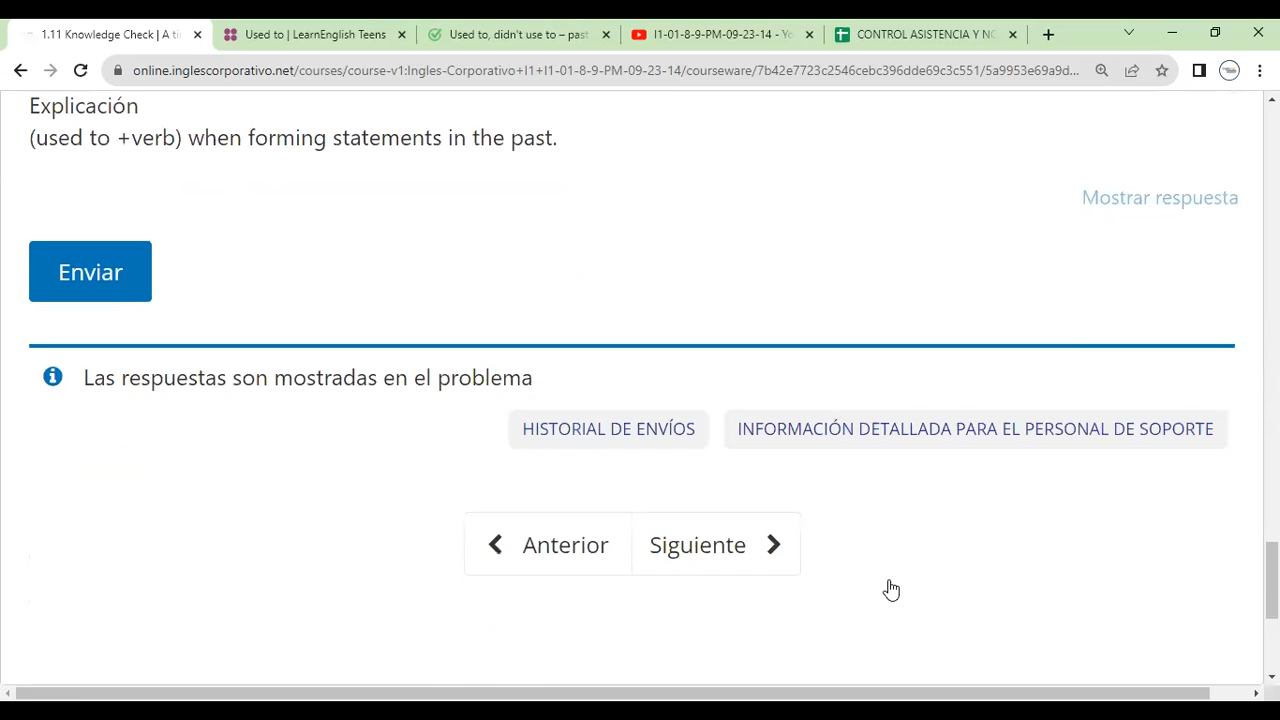 1.11 Knowledge Check | A ti
Used to | LearnEnglish Teens
Used to, didn't use to – past
I1-01-8-9-PM-09-23-14 - Yo
CONTROL ASISTENCIA Y NO
online.inglescorporativo.net/courses/course-v1:Ingles-Corporativo+I1+I1-01-8-9-PM-09-23-14/courseware/7b42e7723c2546cebc396dde69c3c551/5a9953e69a9d...
Explicación
(used to +verb) when forming statements in the past.
Mostrar respuesta
Enviar
Las respuestas son mostradas en el problema
HISTORIAL DE ENVÍOS
INFORMACIÓN DETALLADA PARA EL PERSONAL DE SOPORTE
Anterior
Siguiente